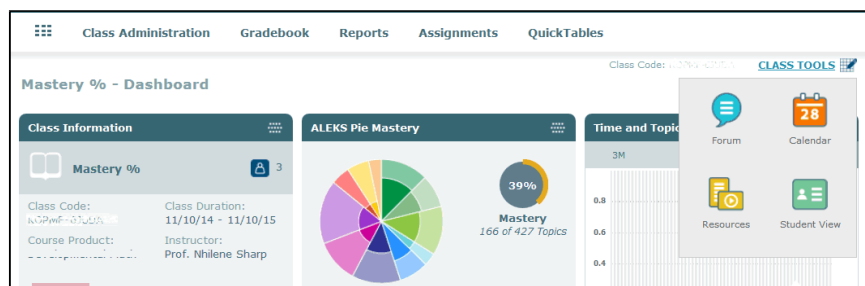 Class Administration Gradebook Reports Assignments QuickTables
Class Code: CLASS TOOLS
Mastery % - Dashboard
Class Information
Mastery %
3
Class Code:
Class Duration:
11/10/14 - 11/10/15
Course Product:
Instructor:
Prof. Nhilene Sharp
ALEKS Pie Mastery
39%
Mastery
166 of 427 Topics
Time and Topic
3M
0.8
0.6
0.4
28
Forum Calendar
Resources Student View